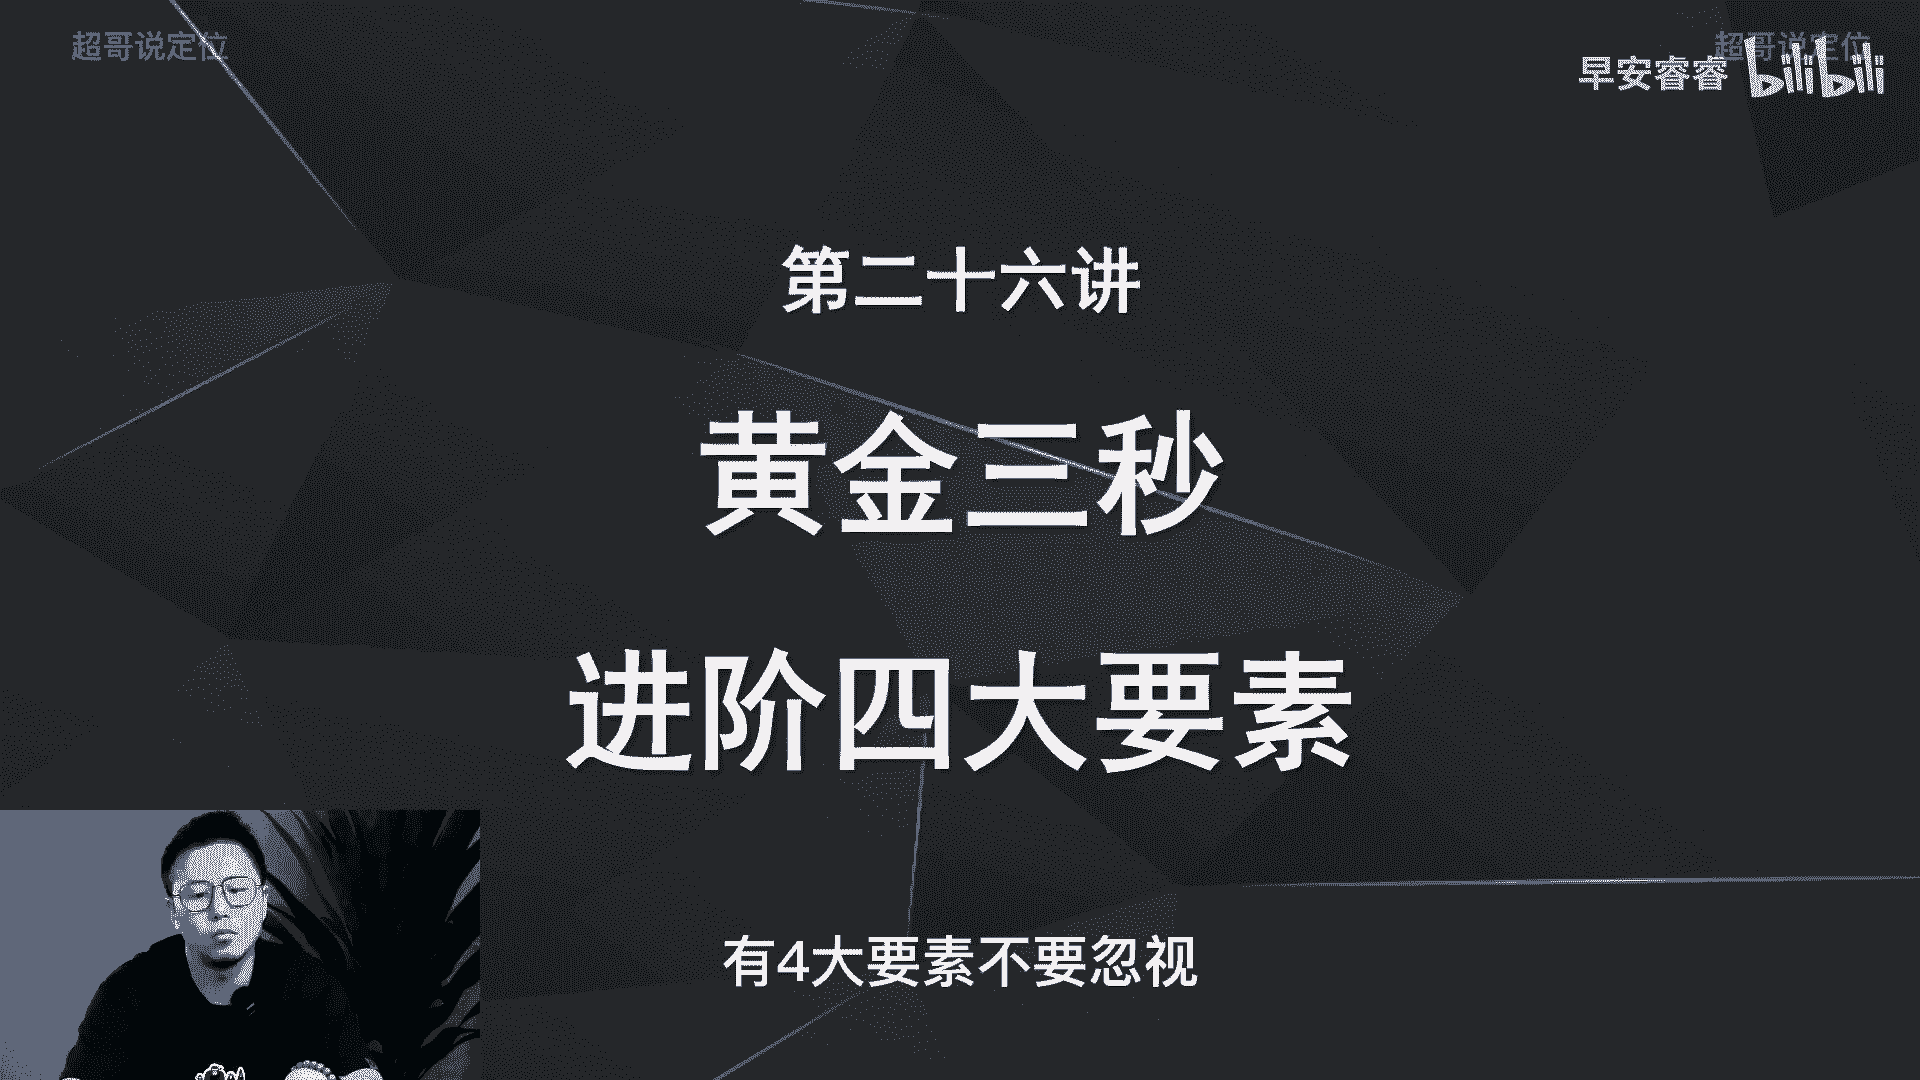 超哥说定位
超哥说定位
早安睿睿 bilibili
第二十六讲
黄金三秒
进阶四大要素
有4大要素不要忽视